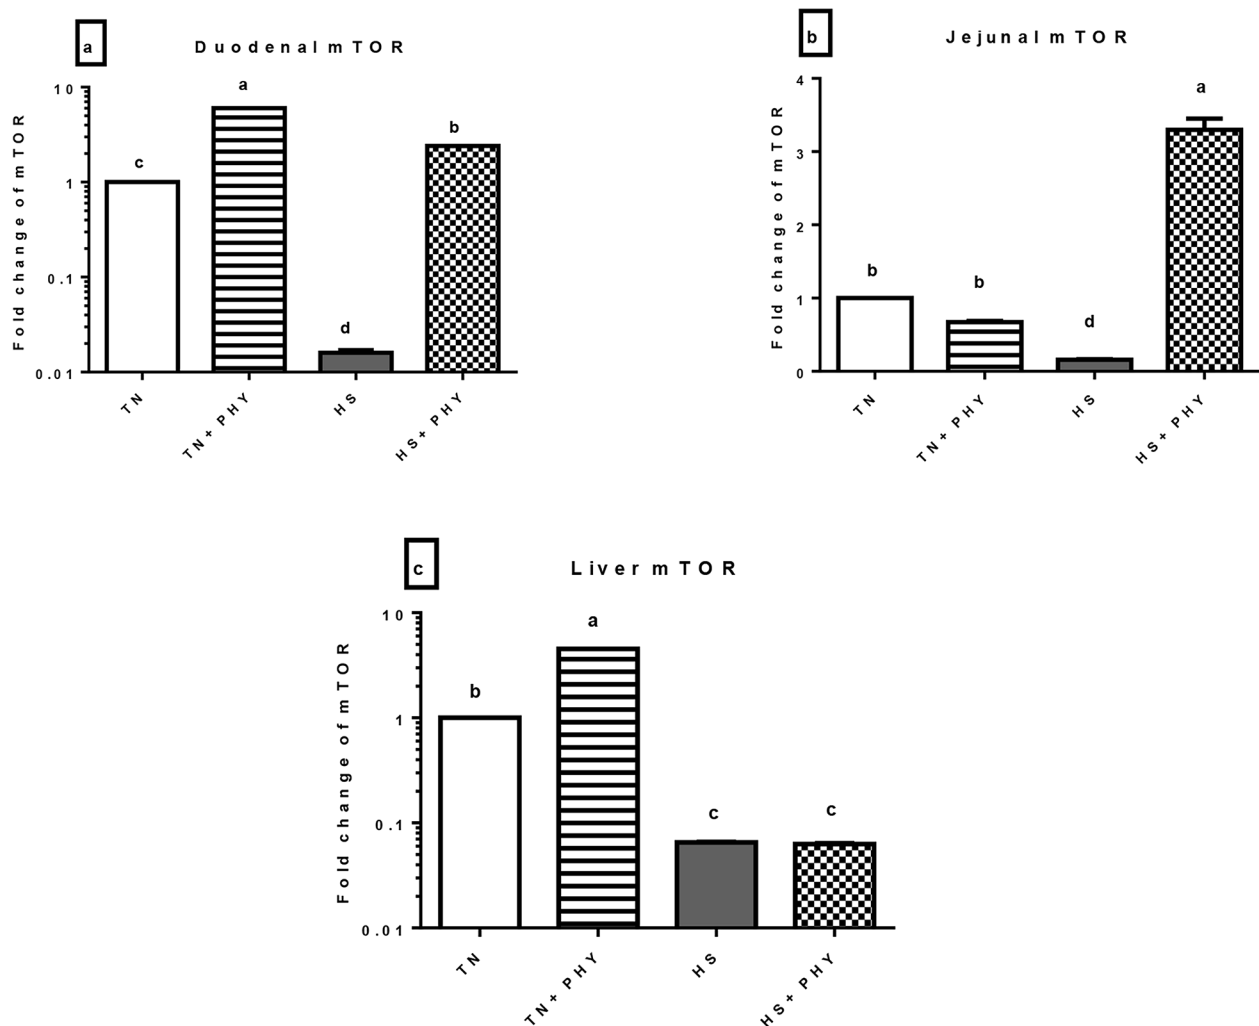 a
Duodenal mTOR
Fold change of mTOR
10
1
0.1
0.01
c
a
d
b
TN
TN+ PHY
HS
HS+ PHY
b
Jejunal mTOR
Fold change of mTOR
4
3
2
1
0
b
b
d
a
TN
TN+ PHY
HS
HS+ PHY
c
Liver mTOR
Fold change of mTOR
10
1
0.1
0.01
b
a
c
c
TN
TN+ PHY
HS
HS+ PHY